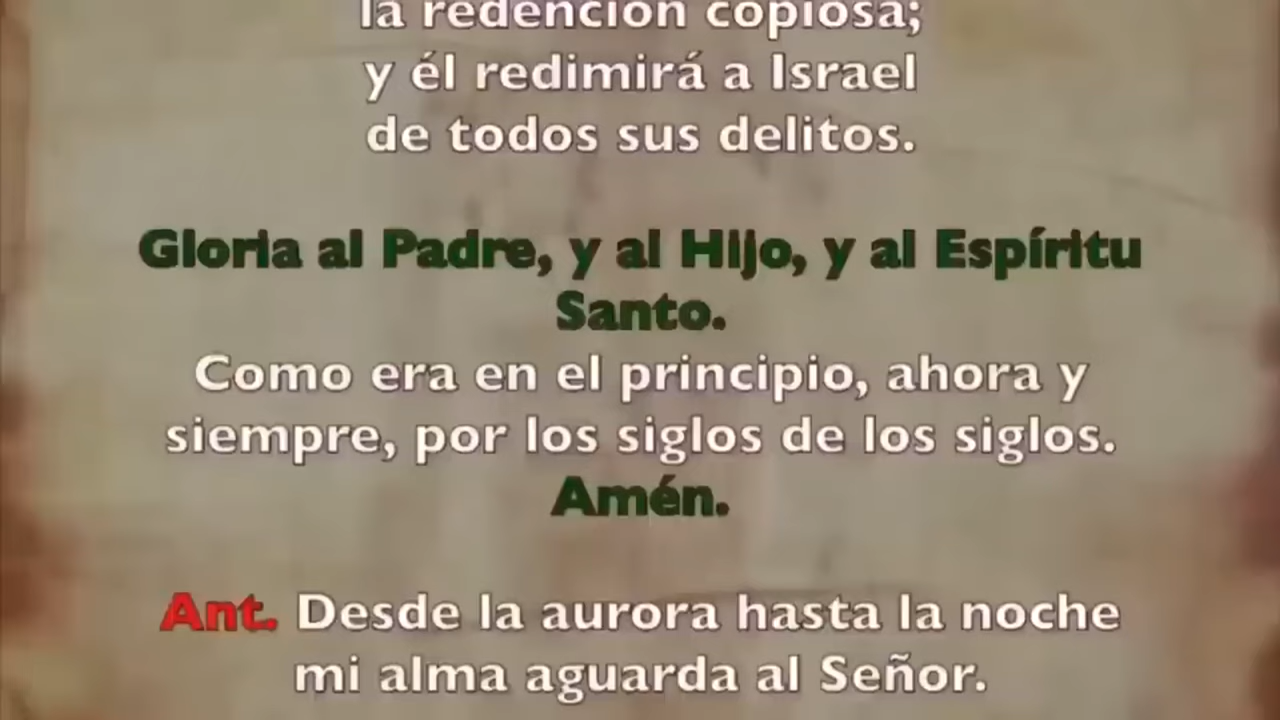 la redención copiosa;
y él redimirá a Israel
de todos sus delitos.
Gloria al Padre, y al Hijo, y al Espíritu
Santo.
Como era en el principio, ahora y
siempre, por los siglos de los siglos.
Amén.
Ant. Desde la aurora hasta la noche
mi alma aguarda al Señor.